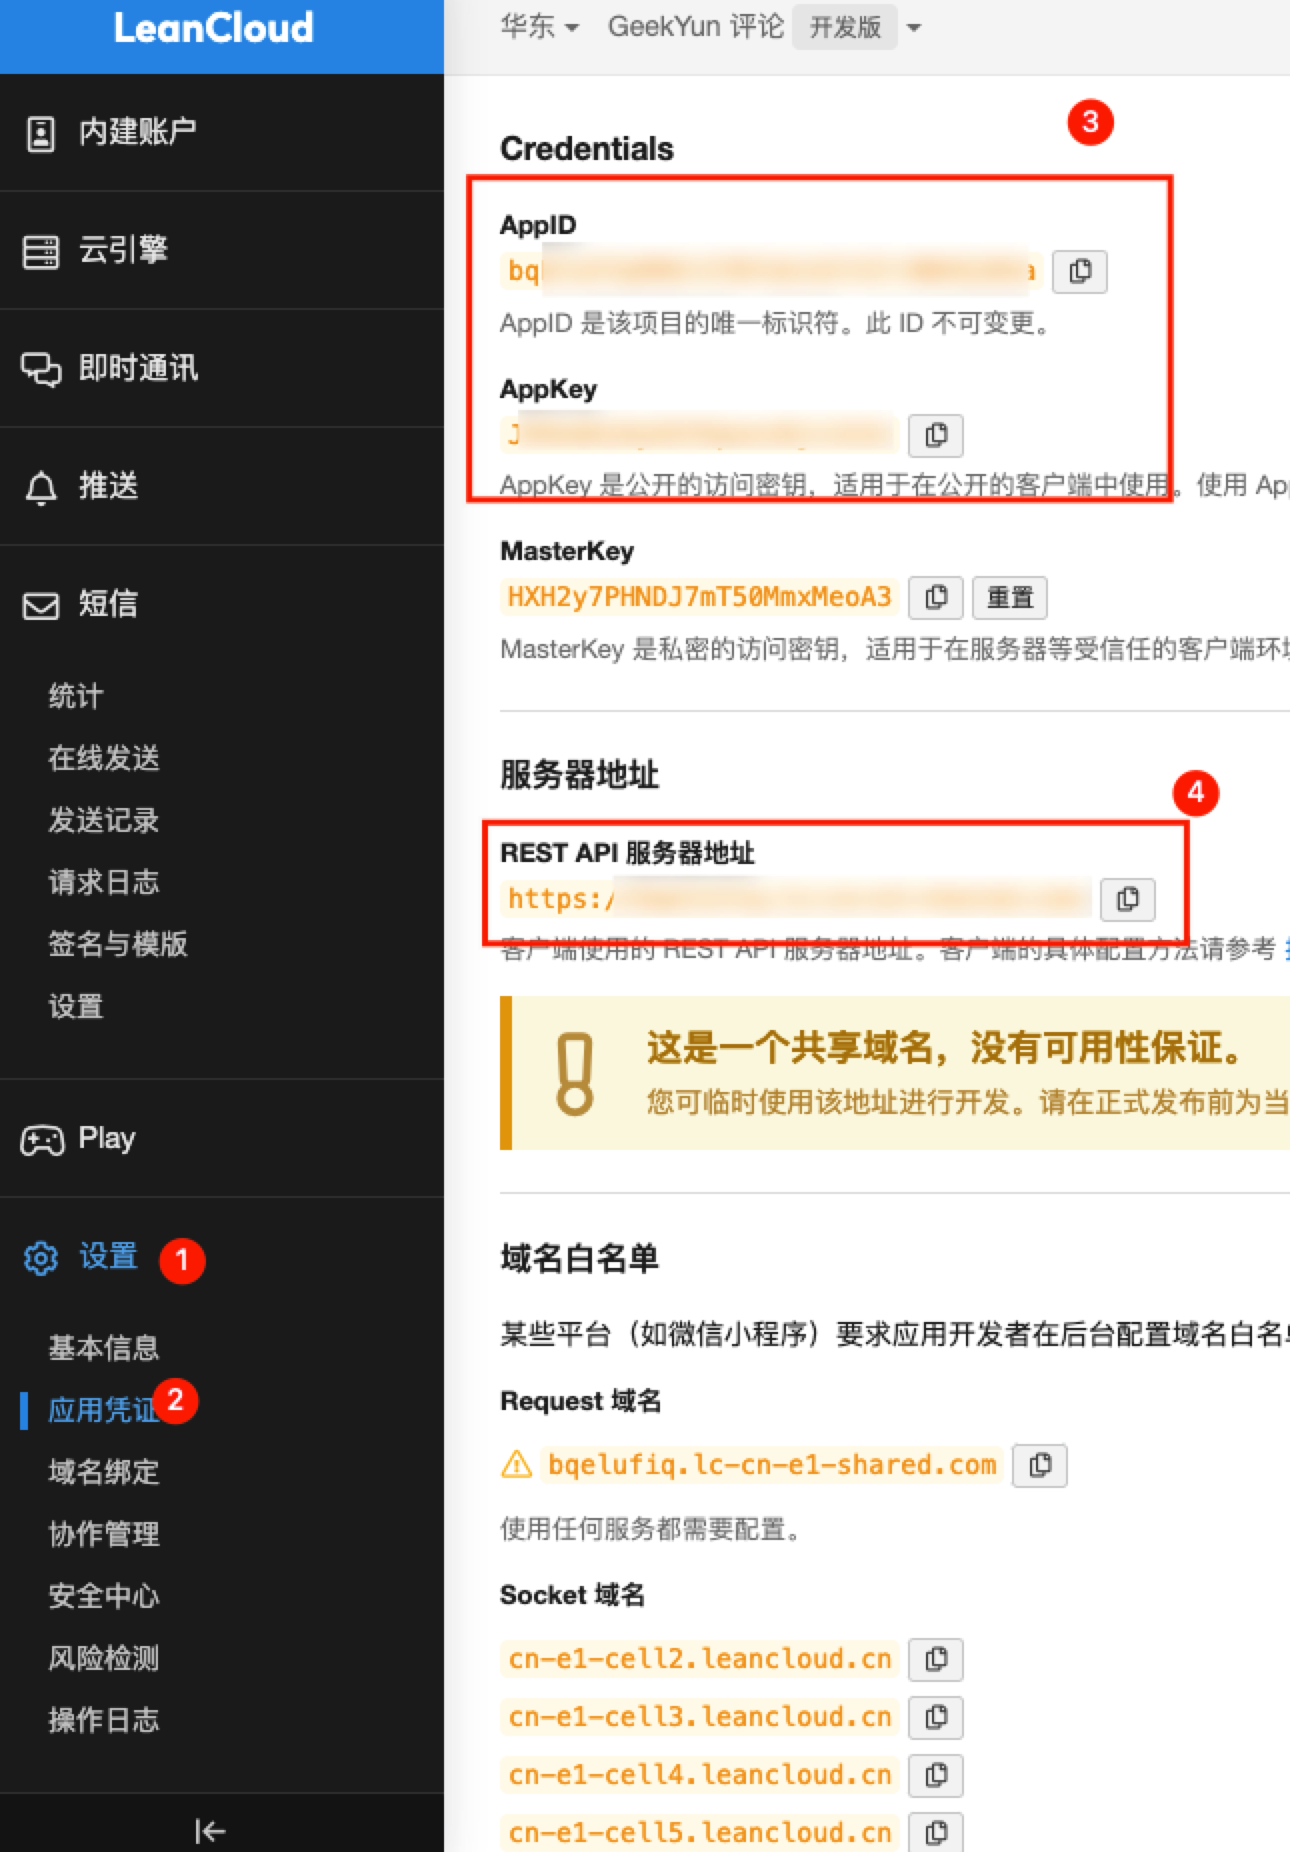 LeanCloud
华东
GeekYun 评论
开发版
内建账户
云引擎
即时通讯
推送
短信
统计
在线发送
发送记录
请求日志
签名与模版
设置
Play
设置
1
基本信息
应用凭证
2
域名绑定
协作管理
安全中心
风险检测
操作日志
3
Credentials
AppID
bq
a
AppID 是该项目的唯一标识符。此 ID 不可变更。
AppKey
J
AppKey 是公开的访问密钥，适用于在公开的客户端中使用。使用 App
MasterKey
HXH2y7PHNDJ7mT50MmxMeoA3
重置
MasterKey 是私密的访问密钥，适用于在服务器等受信任的客户端环境
服务器地址
4
REST API 服务器地址
https:/
客户端使用的 REST API 服务器地址。客户端的具体配置方法请参考
这是一个共享域名，没有可用性保证。
您可临时使用该地址进行开发。请在正式发布前为当
域名白名单
某些平台（如微信小程序）要求应用开发者在后台配置域名白名单
Request 域名
bqelufiq.lc-cn-e1-shared.com
使用任何服务都需要配置。
Socket 域名
cn-e1-cell2.leancloud.cn
cn-e1-cell3.leancloud.cn
cn-e1-cell4.leancloud.cn
cn-e1-cell5.leancloud.cn